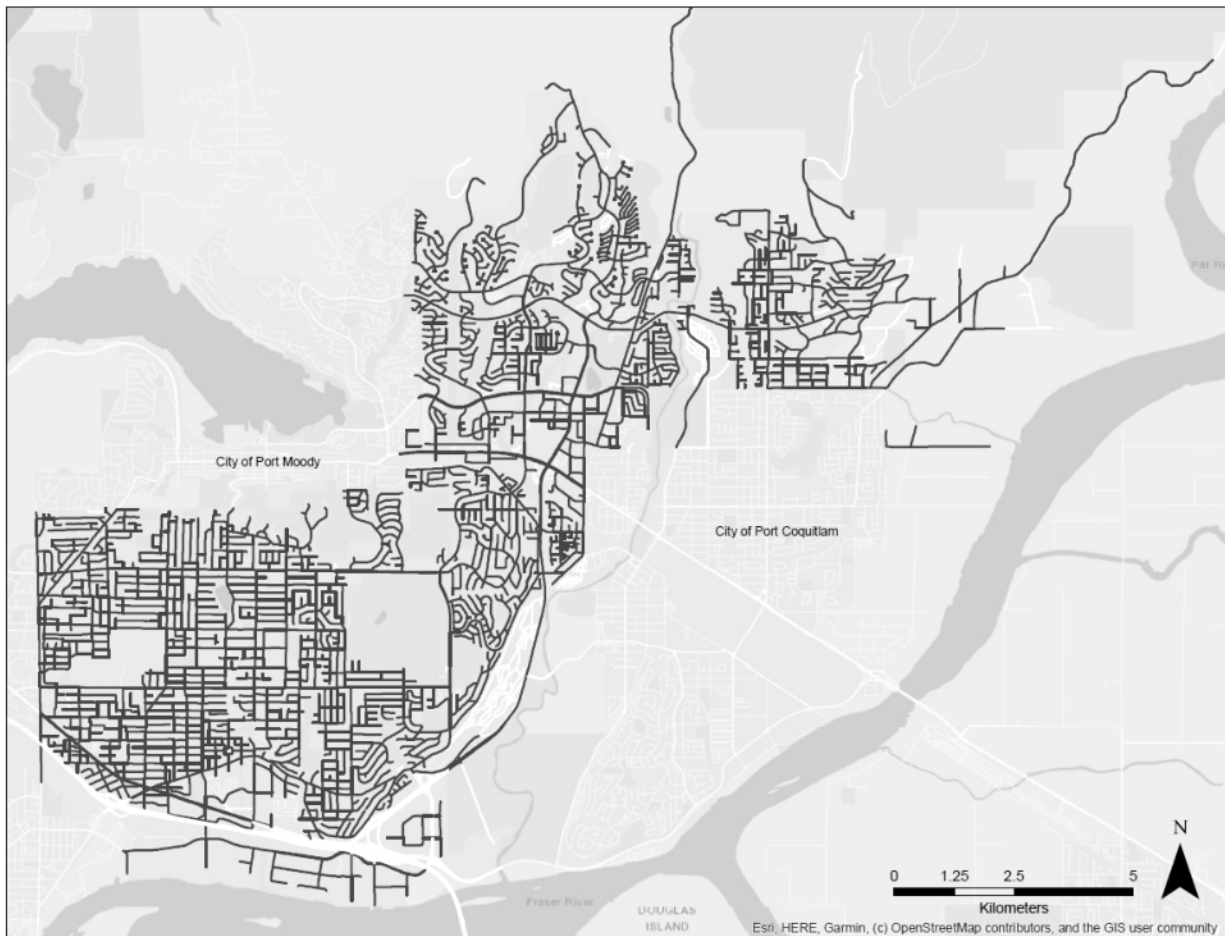 Pitt R
City of Port Moody
City of Port Coquitlam
N
0 1.25 2.5 5
Kilometers
Fraser River
DOUGLAS
ISLAND
Esri, HERE, Garmin, (c) OpenStreetMap contributors, and the GIS user community